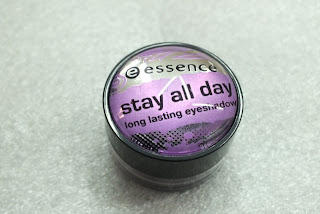 essence
stay all day
long lasting eyeshadow